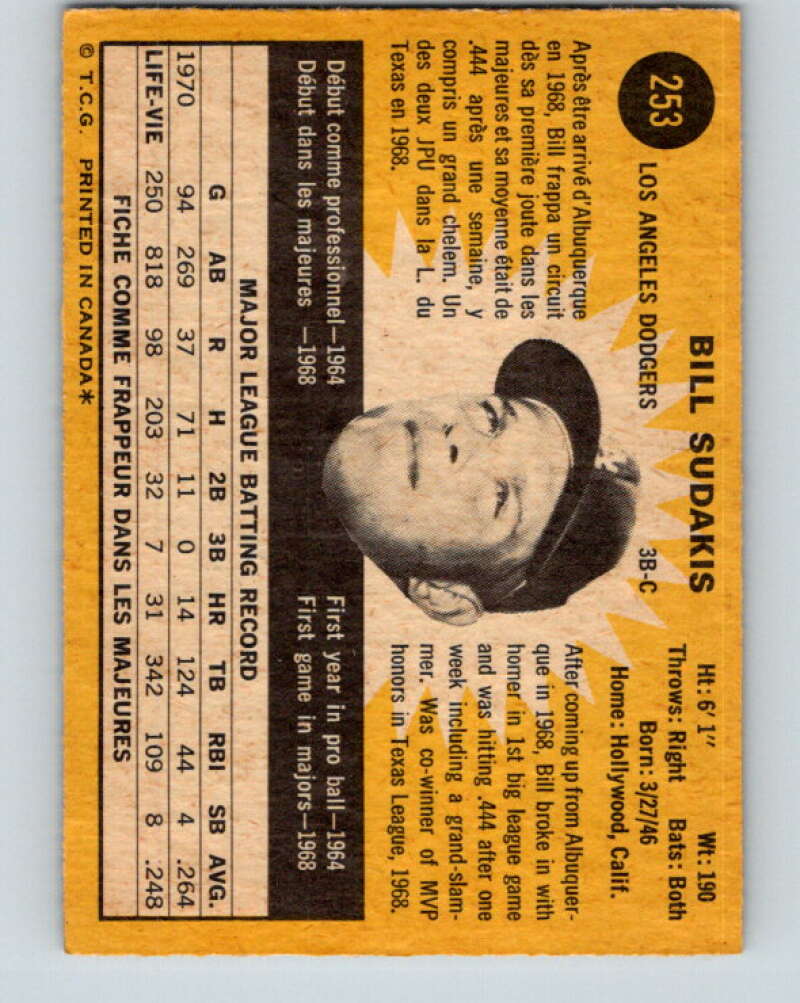 253
BILL SUDAKIS
Ht: 6'1" Wt: 190
LOS ANGELES DODGERS 3B-C
Throws: Right Bats: Both
Born: 3/27/46
Home: Hollywood, Calif.
Après être arrivé d'Albuquerque
en 1968, Bill frappa un circuit
dès sa première joute dans les
majeures et sa moyenne était de
.444 après une semaine, y
compris un grand chelem. Un
des deux JPU dans la L. du
Texas en 1968.
After coming up from Albuquer-
que in 1968, Bill broke in with
homer in 1st big league game
and was hitting .444 after one
week including a grand-slam-
mer. Was co-winner of MVP
honors in Texas League, 1968.
Début comme professionnel—1964
Début dans les majeures —1968
First year in pro ball—1964
First game in majors—1968
MAJOR LEAGUE BATTING RECORD
G AB R H 2B 3B HR TB RBI SB AVG.
1970 94 269 37 71 11 0 14 124 44 4 .264
LIFE-VIE 250 818 98 203 32 7 31 342 109 8 .248
FICHE COMME FRAPPEUR DANS LES MAJEURES
© T.C.G. PRINTED IN CANADA*